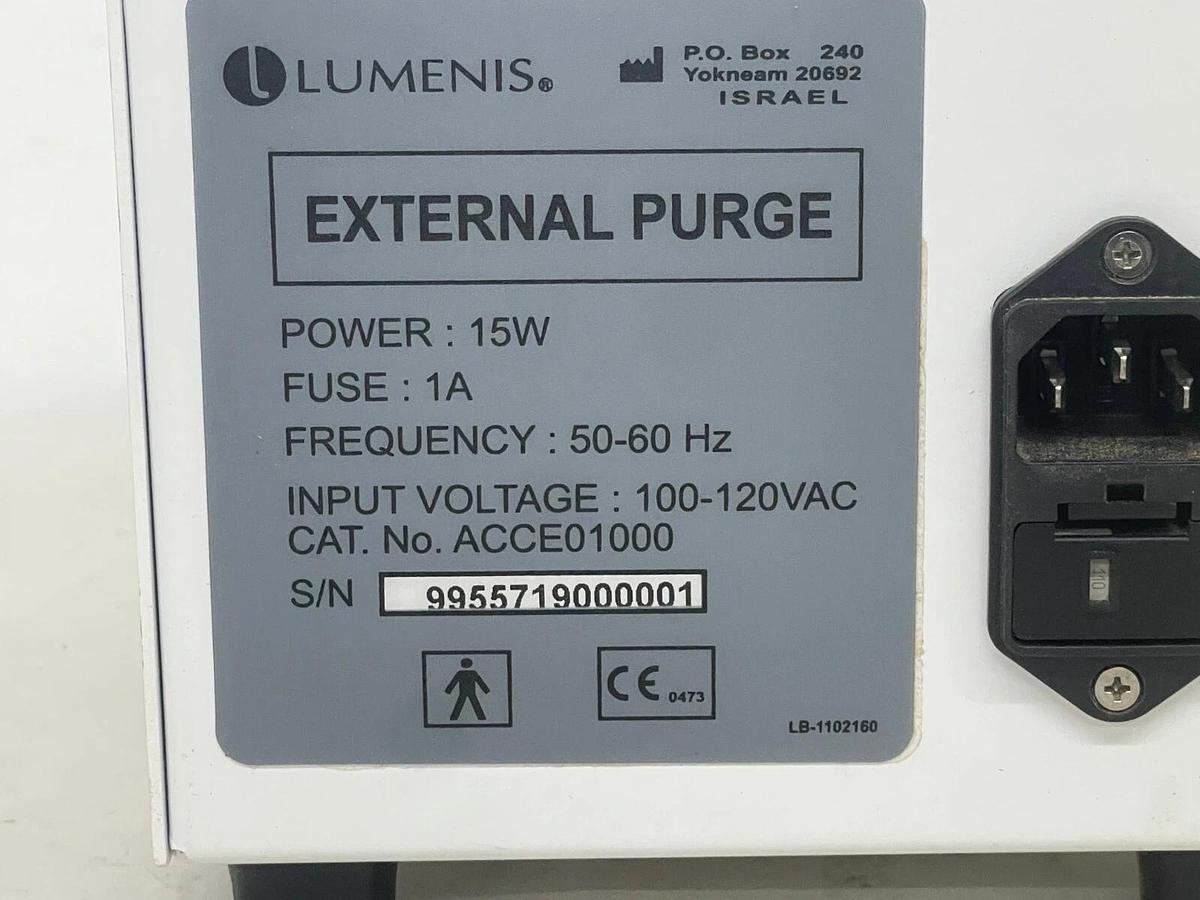 LUMENIS®
P.O. Box 240
Yokneam 20692
ISRAEL
EXTERNAL PURGE
POWER : 15W
FUSE : 1A
FREQUENCY : 50-60 Hz
INPUT VOLTAGE : 100-120VAC
CAT. No. ACCE01000
S/N 9955719000001
CE 0473
LB-1102160
110